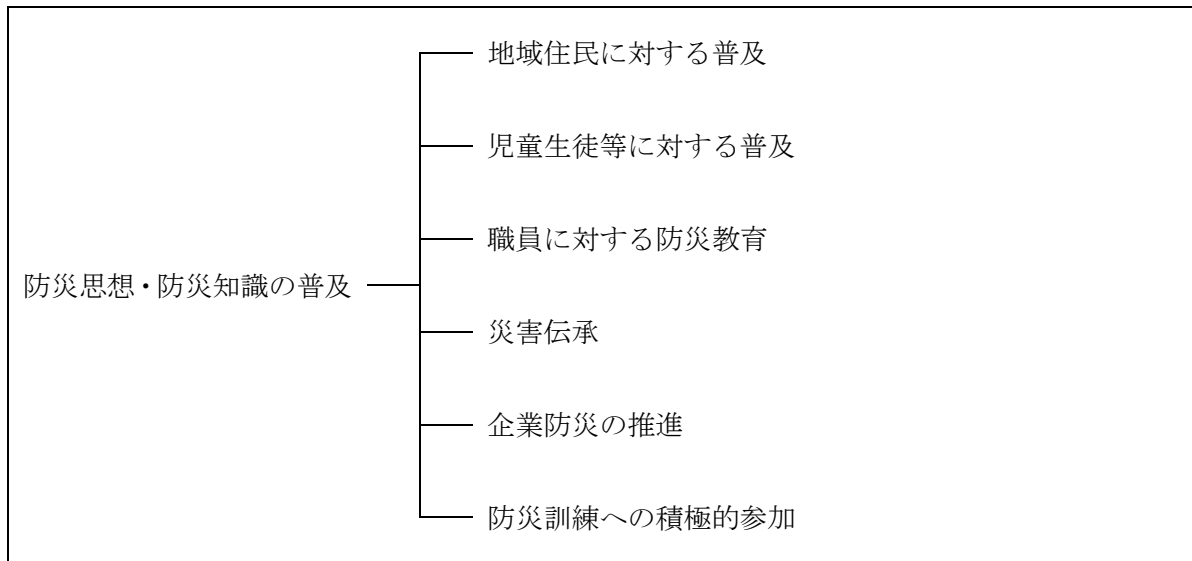 地域住民に対する普及
児童生徒等に対する普及
職員に対する防災教育
防災思想・防災知識の普及
災害伝承
企業防災の推進
防災訓練への積極的参加